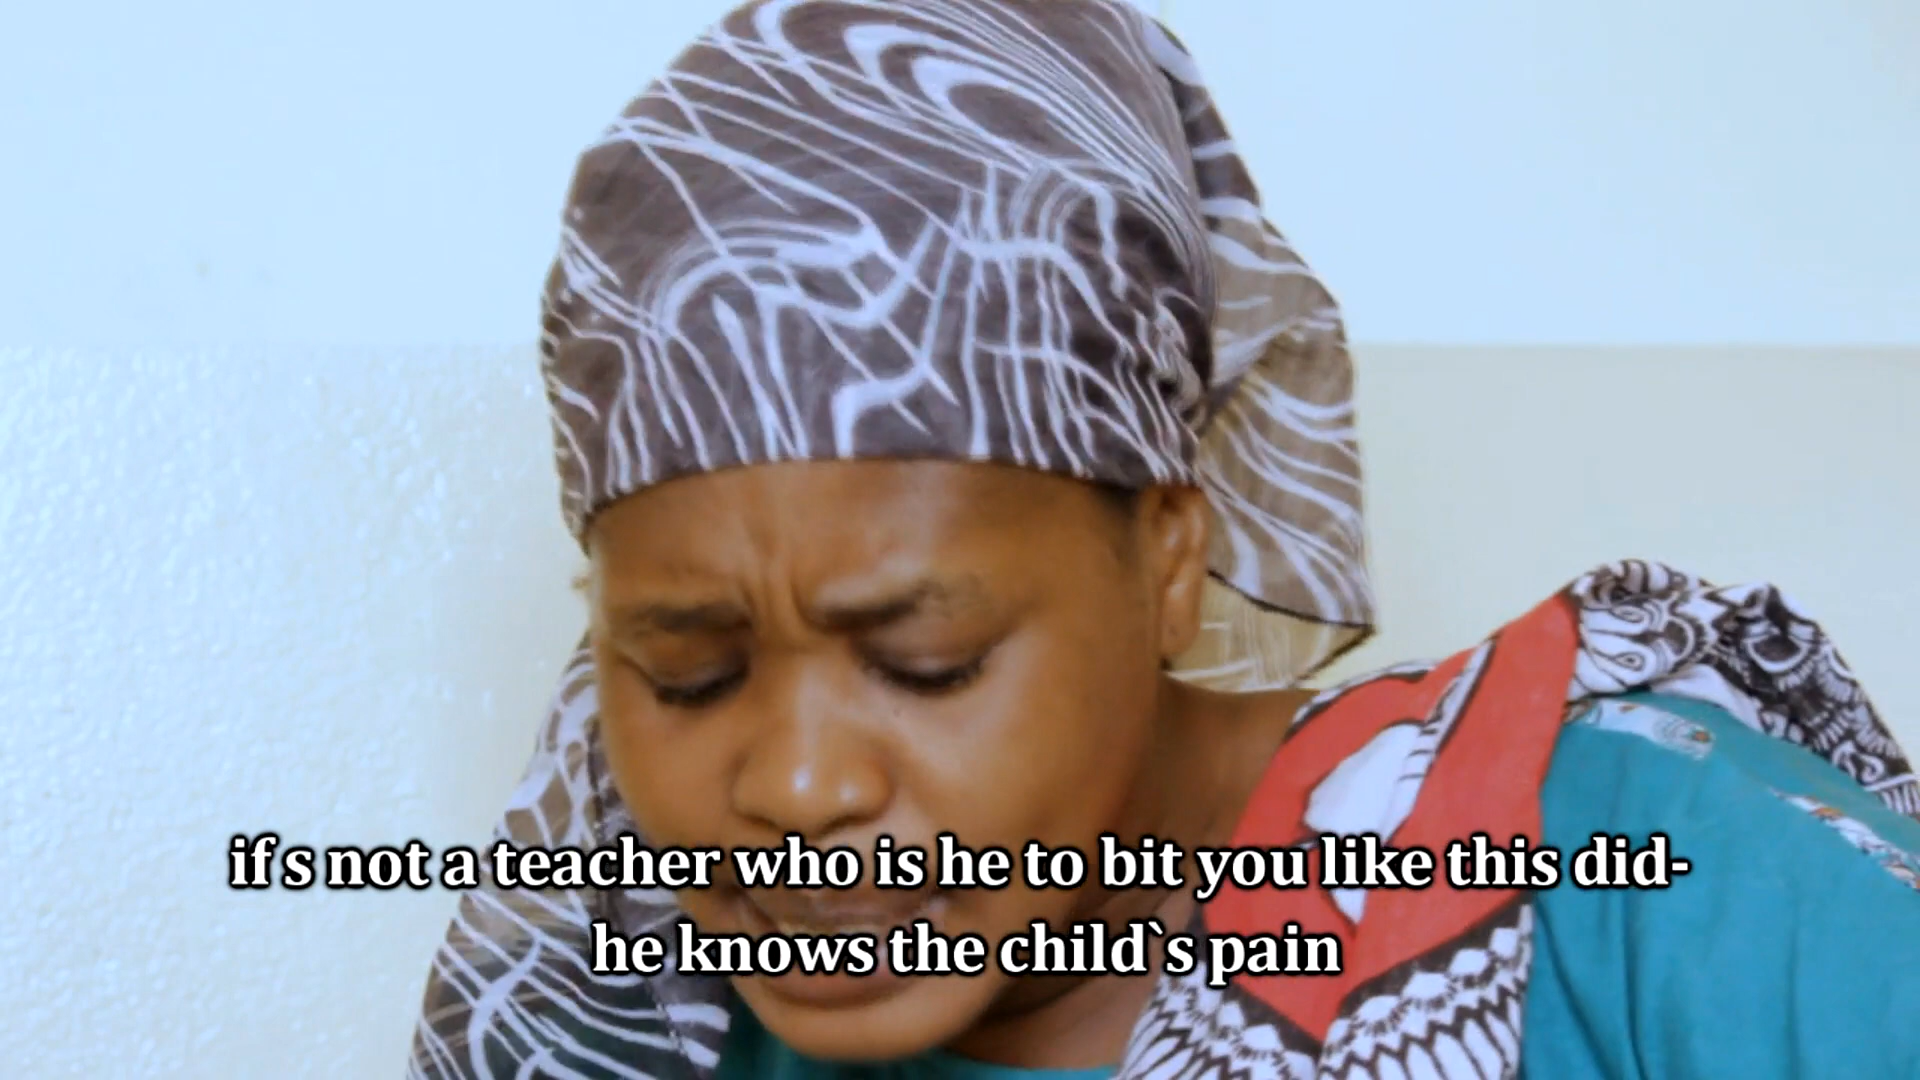 if s not a teacher who is he to bit you like this did-
he knows the child`s pain